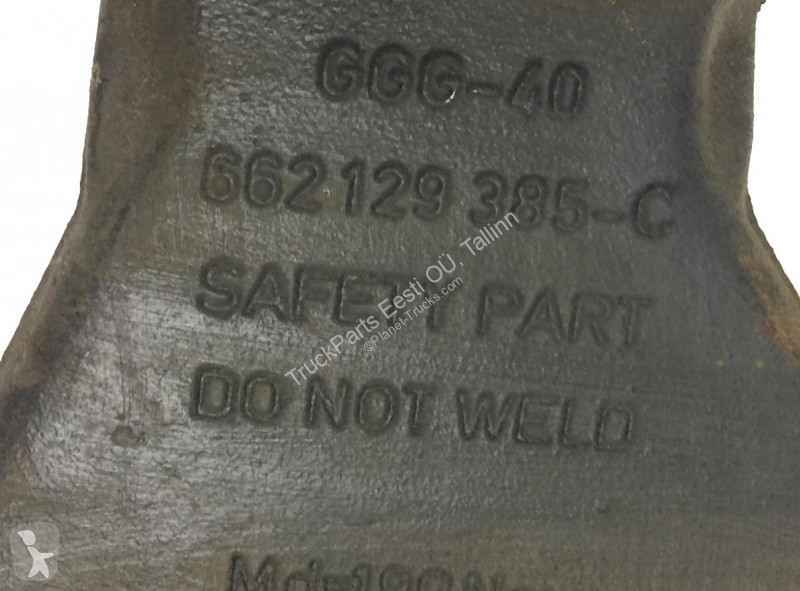 GGG-40
662 129 385-C
SAFETY PART
DO NOT WELD
TruckParts Eesti OÜ, Tallinn
©Planet-Trucks.com